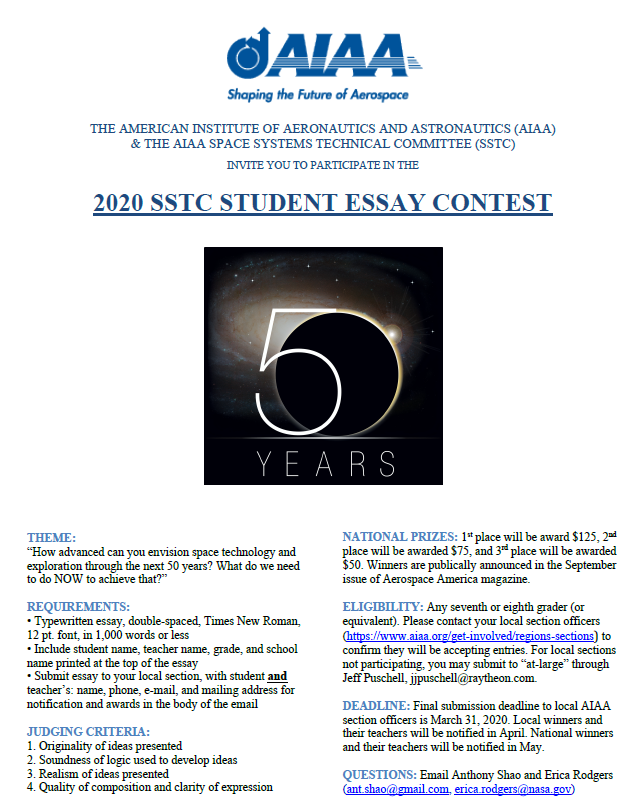 AIAA
Shaping the Future of Aerospace
THE AMERICAN INSTITUTE OF AERONAUTICS AND ASTRONAUTICS (AIAA)
& THE AIAA SPACE SYSTEMS TECHNICAL COMMITTEE (SSTC)
INVITE YOU TO PARTICIPATE IN THE
2020 SSTC STUDENT ESSAY CONTEST
50
YEARS
THEME:
“How advanced can you envision space technology and
exploration through the next 50 years? What do we need
to do NOW to achieve that?”
REQUIREMENTS:
• Typewritten essay, double-spaced, Times New Roman,
12 pt. font, in 1,000 words or less
• Include student name, teacher name, grade, and school
name printed at the top of the essay
• Submit essay to your local section, with student and
teacher’s: name, phone, e-mail, and mailing address for
notification and awards in the body of the email
JUDGING CRITERIA:
1. Originality of ideas presented
2. Soundness of logic used to develop ideas
3. Realism of ideas presented
4. Quality of composition and clarity of expression
NATIONAL PRIZES: 1st place will be award $125, 2nd
place will be awarded $75, and 3rd place will be awarded
$50. Winners are publically announced in the September
issue of Aerospace America magazine.
ELIGIBILITY: Any seventh or eighth grader (or
equivalent). Please contact your local section officers
(https://www.aiaa.org/get-involved/regions-sections) to
confirm they will be accepting entries. For local sections
not participating, you may submit to “at-large” through
Jeff Puschell, jjpuschell@raytheon.com.
DEADLINE: Final submission deadline to local AIAA
section officers is March 31, 2020. Local winners and
their teachers will be notified in April. National winners
and their teachers will be notified in May.
QUESTIONS: Email Anthony Shao and Erica Rodgers
(ant.shao@gmail.com, erica.rodgers@nasa.gov)